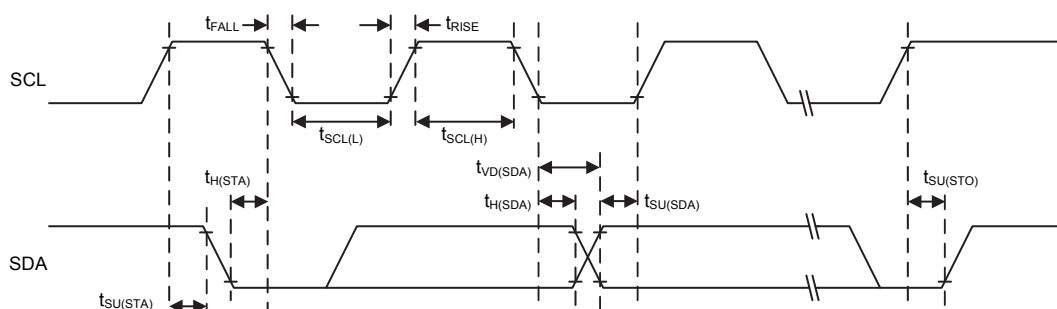 tFALL
tRISE
SCL
tSCL(L)
tSCL(H)
tVD(SDA)
tH(STA)
tSU(STO)
tH(SDA)
tSU(SDA)
SDA
tSU(STA)